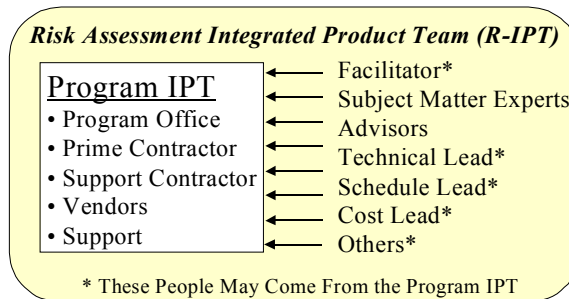 Risk Assessment Integrated Product Team (R-IPT)
Program IPT
• Program Office
• Prime Contractor
• Support Contractor
• Vendors
• Support
Facilitator*
Subject Matter Experts
Advisors
Technical Lead*
Schedule Lead*
Cost Lead*
Others*
* These People May Come From the Program IPT